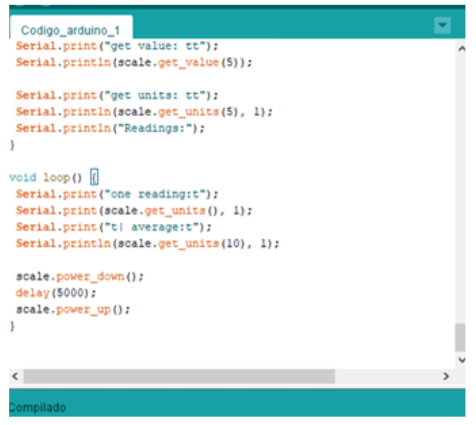 Codigo_arduino_1
Serial.print("get value: tt");
Serial.println(scale.get_value(5));
Serial.print("get units: tt");
Serial.println(scale.get_units(5), 1);
Serial.println("Readings:");
}
void loop() {
Serial.print("one reading:t");
Serial.print(scale.get_units(), 1);
Serial.print("t| average:t");
Serial.println(scale.get_units(10), 1);
scale.power_down();
delay(5000);
scale.power_up();
}
Compilado